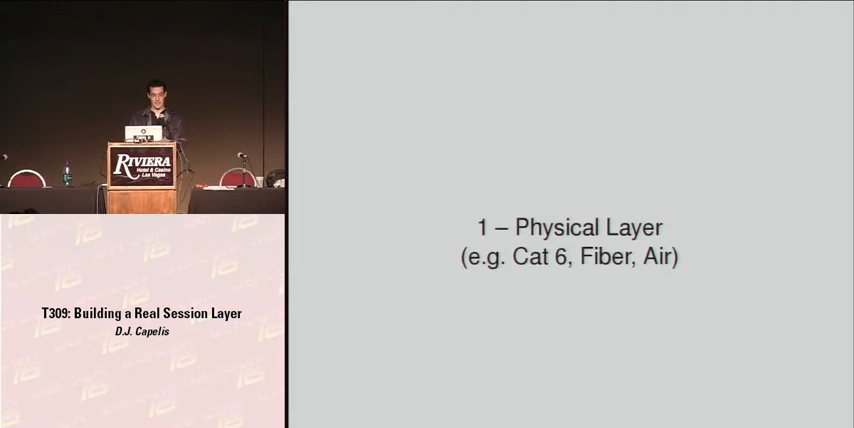 RIVIERA
Hotel & Casino
Las Vegas
T309: Building a Real Session Layer
D.J. Capelis
1 – Physical Layer
(e.g. Cat 6, Fiber, Air)